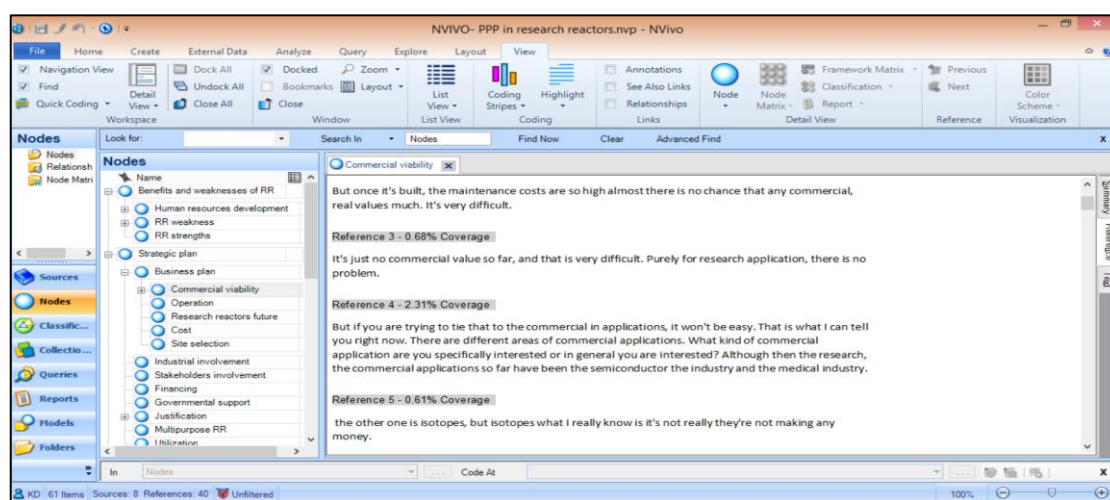 NVIVO- PPP in research reactors.nvp - NVivo
File Home Create External Data Analyze Query Explore Layout View
Navigation View
Find
Quick Coding
Detail View
Dock All
Undock All
Close All
Workspace
Docked
Bookmarks
Close
Zoom
Layout
Window
List View
List View
Coding Stripes
Highlight
Coding
Annotations
See Also Links
Relationships
Links
Node
Node Matrix
Framework Matrix
Classification
Report
Detail View
Previous
Next
Reference
Color Scheme
Visualization
Nodes
Look for: Search In Nodes Find Now Clear Advanced Find x
Nodes
Relationsh
Node Matri
Sources
Nodes
Classific...
Collectio...
Queries
Reports
Models
Folders
Nodes
Name
Benefits and weaknesses of RR
Human resources development
RR weakness
RR strengths
Strategic plan
Business plan
Commercial viability
Operation
Research reactors future
Cost
Site selection
Industrial involvement
Stakeholders involvement
Financing
Governmental support
Justification
Multipurpose RR
Utilization
Commercial viability
But once it's built, the maintenance costs are so high almost there is no chance that any commercial,
real values much. It's very difficult.
Reference 3 - 0.68% Coverage
It's just no commercial value so far, and that is very difficult. Purely for research application, there is no
problem.
Reference 4 - 2.31% Coverage
But if you are trying to tie that to the commercial in applications, it won't be easy. That is what I can tell
you right now. There are different areas of commercial applications. What kind of commercial
application are you specifically interested or in general you are interested? Although then the research,
the commercial applications so far have been the semiconductor the industry and the medical industry.
Reference 5 - 0.61% Coverage
the other one is isotopes, but isotopes what I really know is it's not really they're not making any
money.
Summary
In Nodes Code At
KD 61 Items Sources: 8 References: 40 Unfiltered 100%